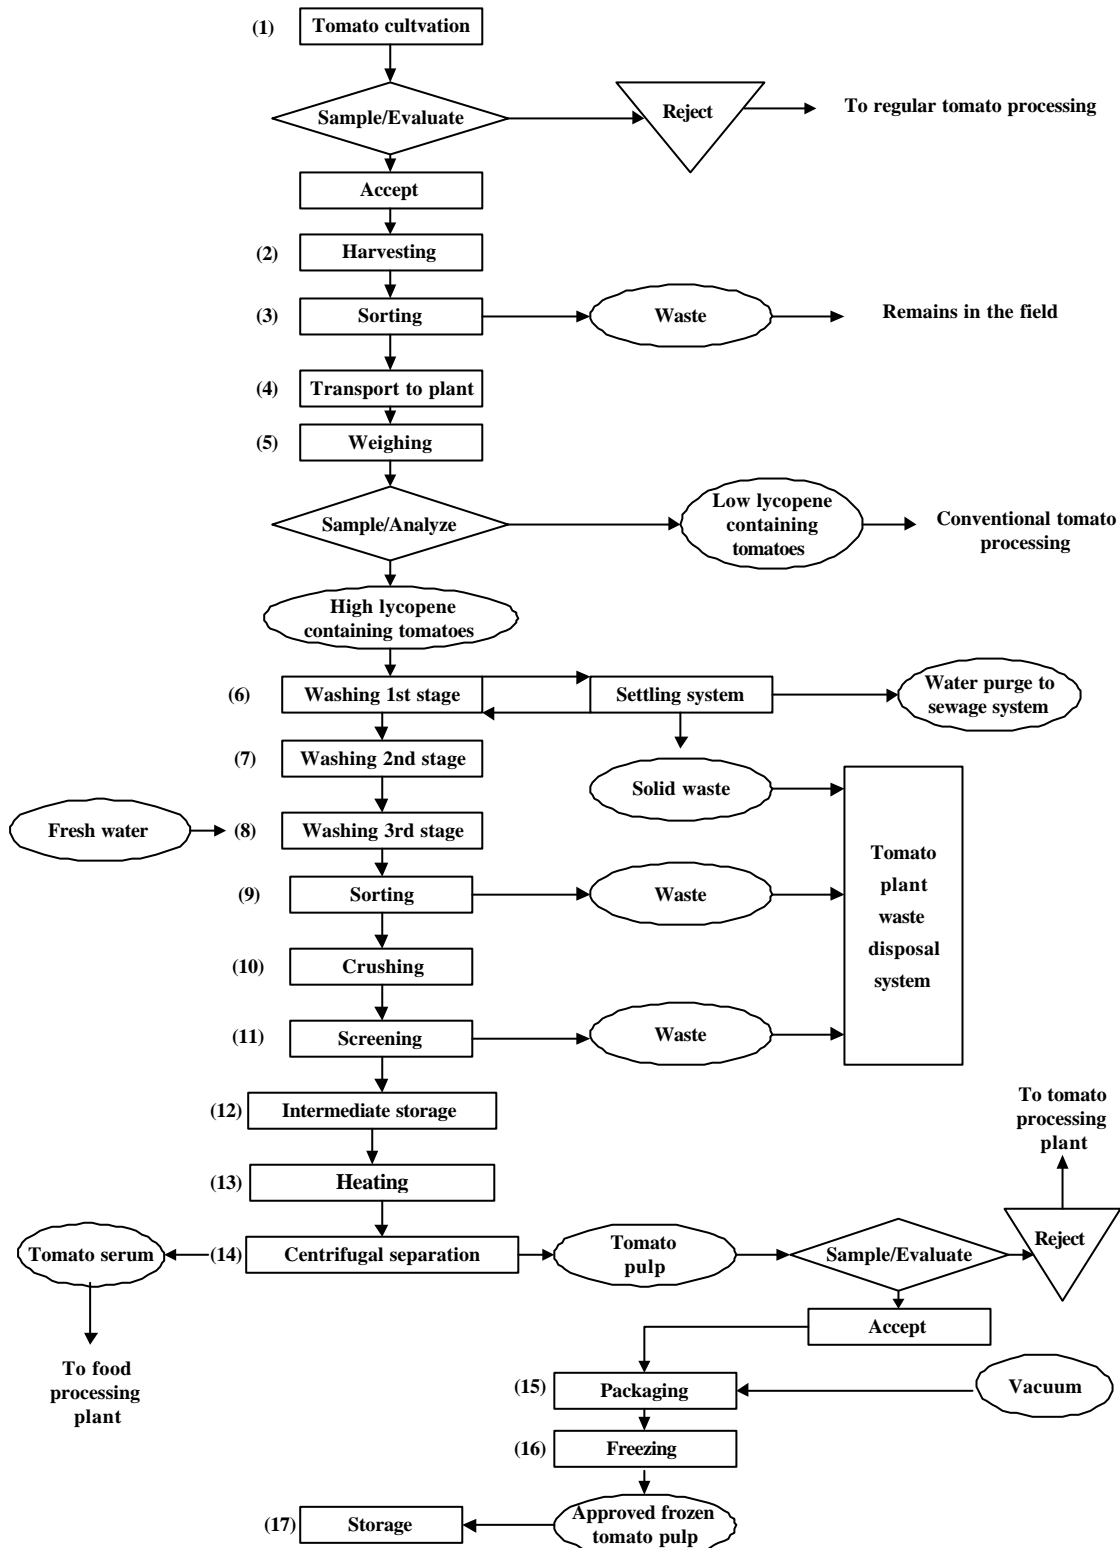 (1) Tomato cultvation
Sample/Evaluate
Reject
To regular tomato processing
Accept
(2) Harvesting
(3) Sorting
Waste
Remains in the field
(4) Transport to plant
(5) Weighing
Sample/Analyze
Low lycopene
containing
tomatoes
Conventional tomato
processing
High lycopene
containing tomatoes
(6) Washing 1st stage
Settling system
Water purge to
sewage system
(7) Washing 2nd stage
Solid waste
Fresh water
(8) Washing 3rd stage
Tomato
plant
waste
disposal
system
(9) Sorting
Waste
(10) Crushing
(11) Screening
Waste
(12) Intermediate storage
To tomato
processing
plant
(13) Heating
Tomato serum
(14) Centrifugal separation
Tomato
pulp
Sample/Evaluate
Reject
Accept
To food
processing
plant
(15) Packaging
Vacuum
(16) Freezing
(17) Storage
Approved frozen
tomato pulp